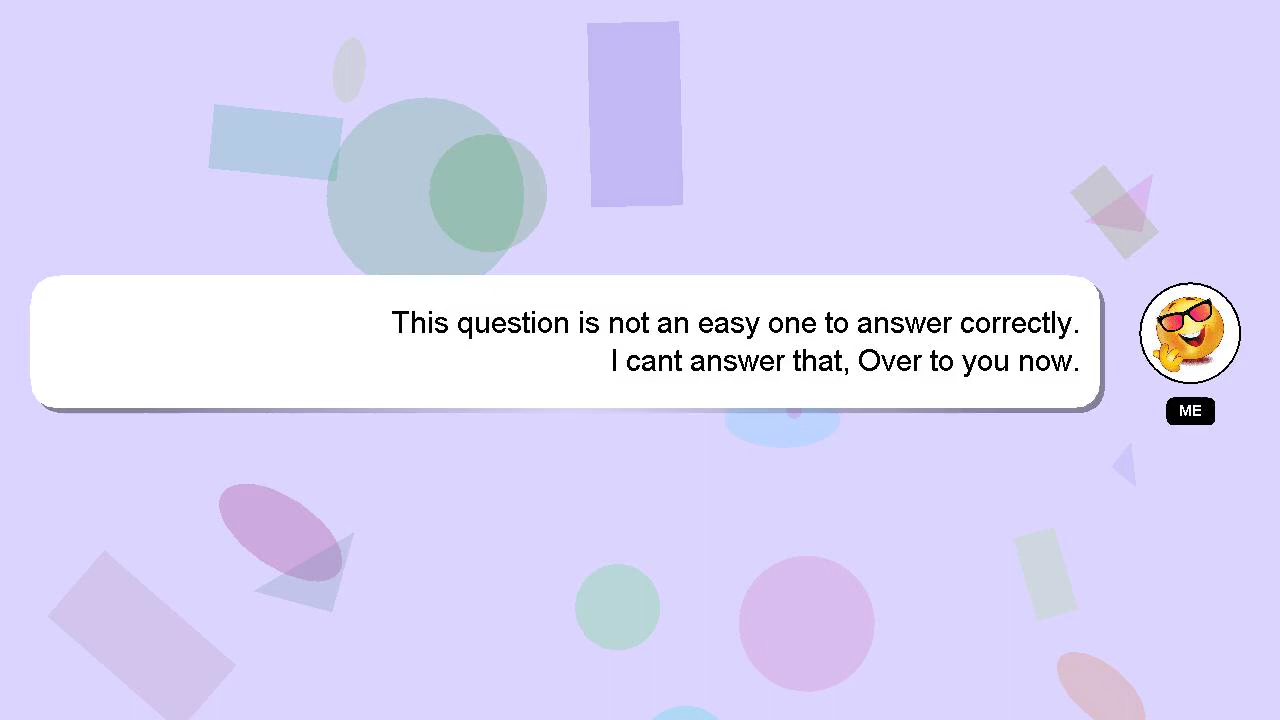 This question is not an easy one to answer correctly.
I cant answer that, Over to you now.
ME